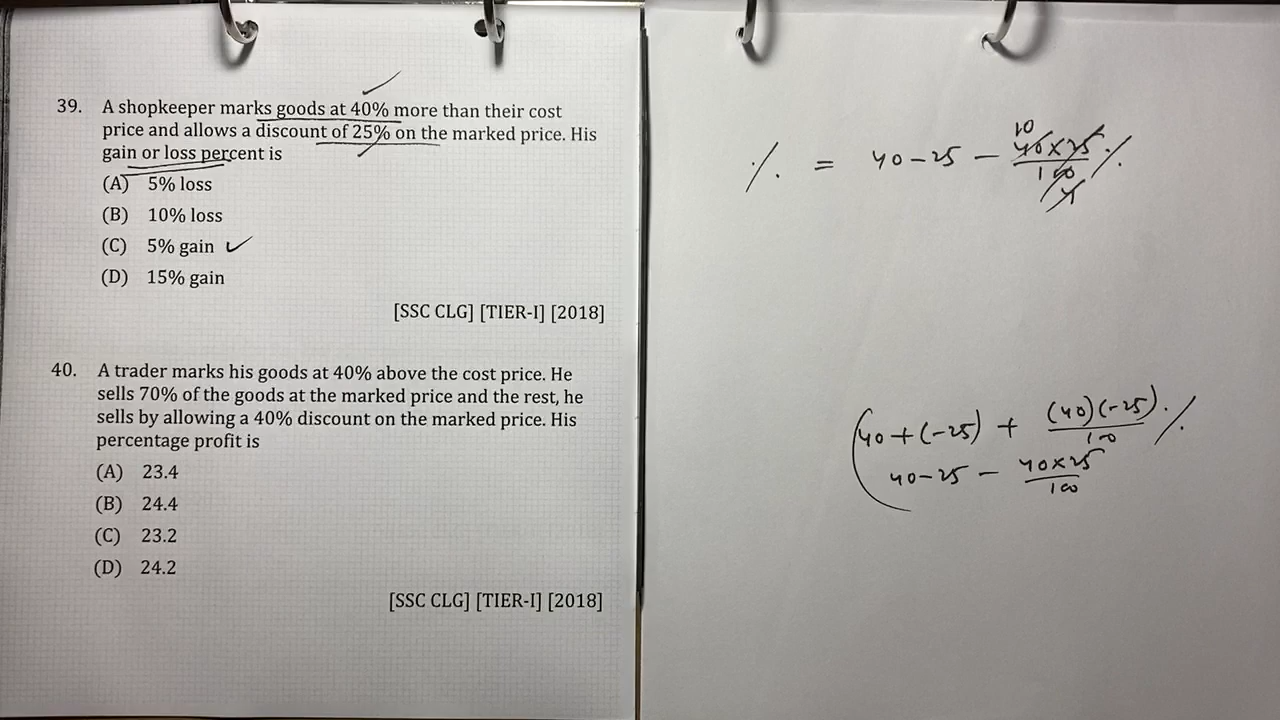 39. A shopkeeper marks goods at 40% more than their cost
price and allows a discount of 25% on the marked price. His
gain or loss percent is
(A) 5% loss
(B) 10% loss
(C) 5% gain ✓
(D) 15% gain
[SSC CLG] [TIER-I] [2018]
40. A trader marks his goods at 40% above the cost price. He
sells 70% of the goods at the marked price and the rest, he
sells by allowing a 40% discount on the marked price. His
percentage profit is
(A) 23.4
(B) 24.4
(C) 23.2
(D) 24.2
[SSC CLG] [TIER-I] [2018]
10
% = 40-25 - 40×25 %
100
4
(40+(-25) + (40)(-25) %
100
40-25 - 40×25
100